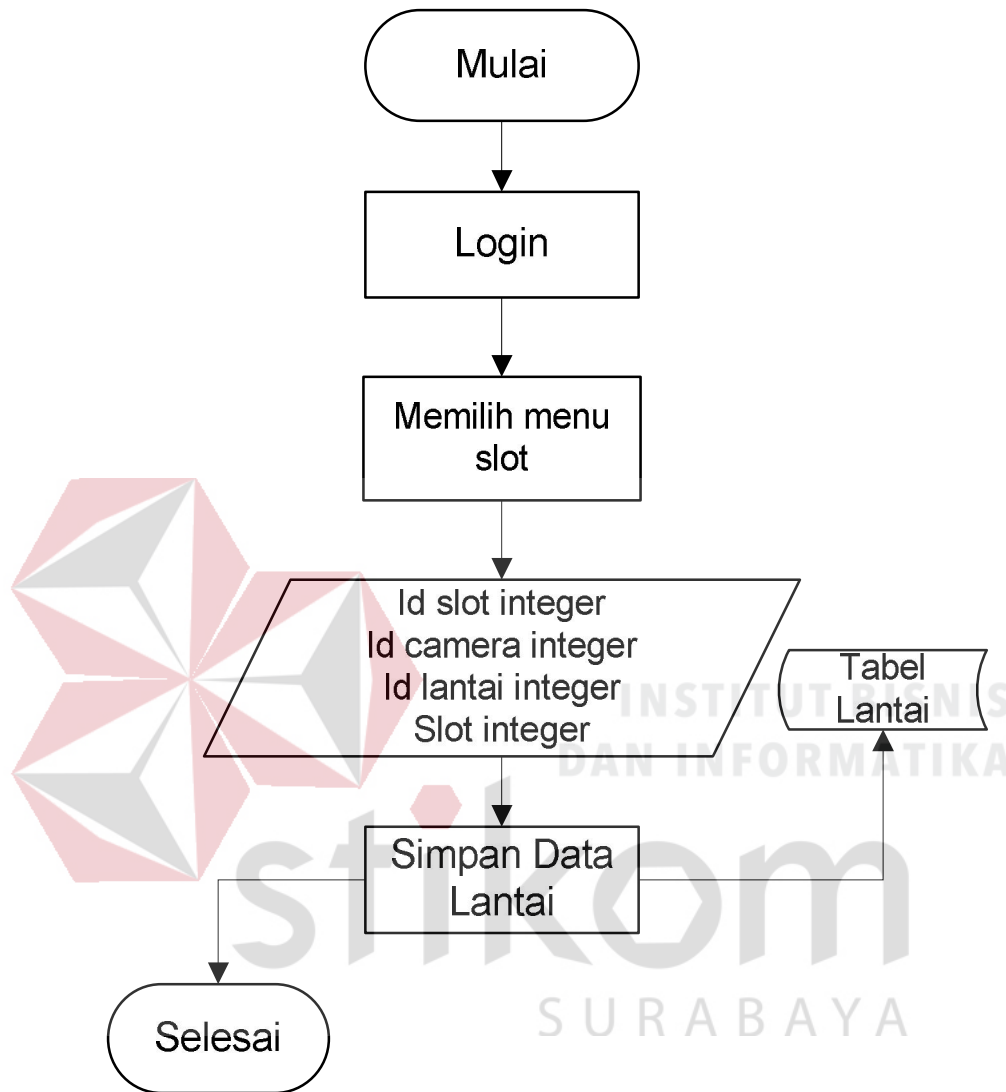 Mulai
Login
Memilih menu
slot
Id slot integer
Id camera integer
Id lantai integer
Slot integer
Tabel
Lantai
INSTITUT BISNIS
DAN INFORMATIKA
Simpan Data
Lantai
stikom
SURABAYA
Selesai